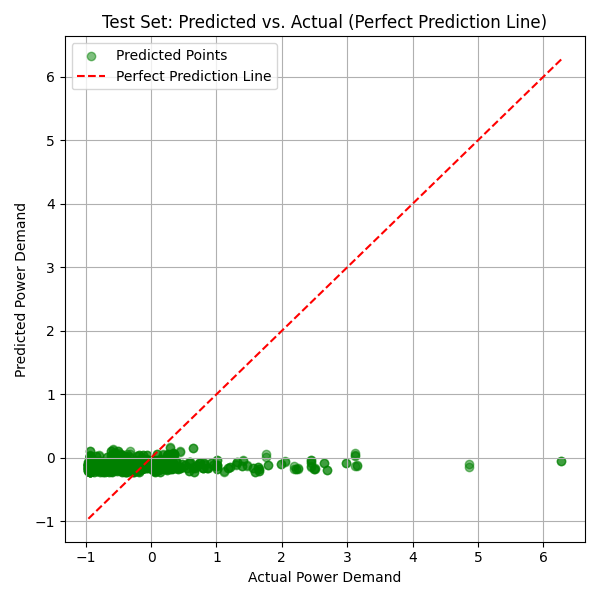 Test Set: Predicted vs. Actual (Perfect Prediction Line)
Predicted Points
Perfect Prediction Line
6
5
4
3
2
1
0
−1
Predicted Power Demand
−1 0 1 2 3 4 5 6
Actual Power Demand